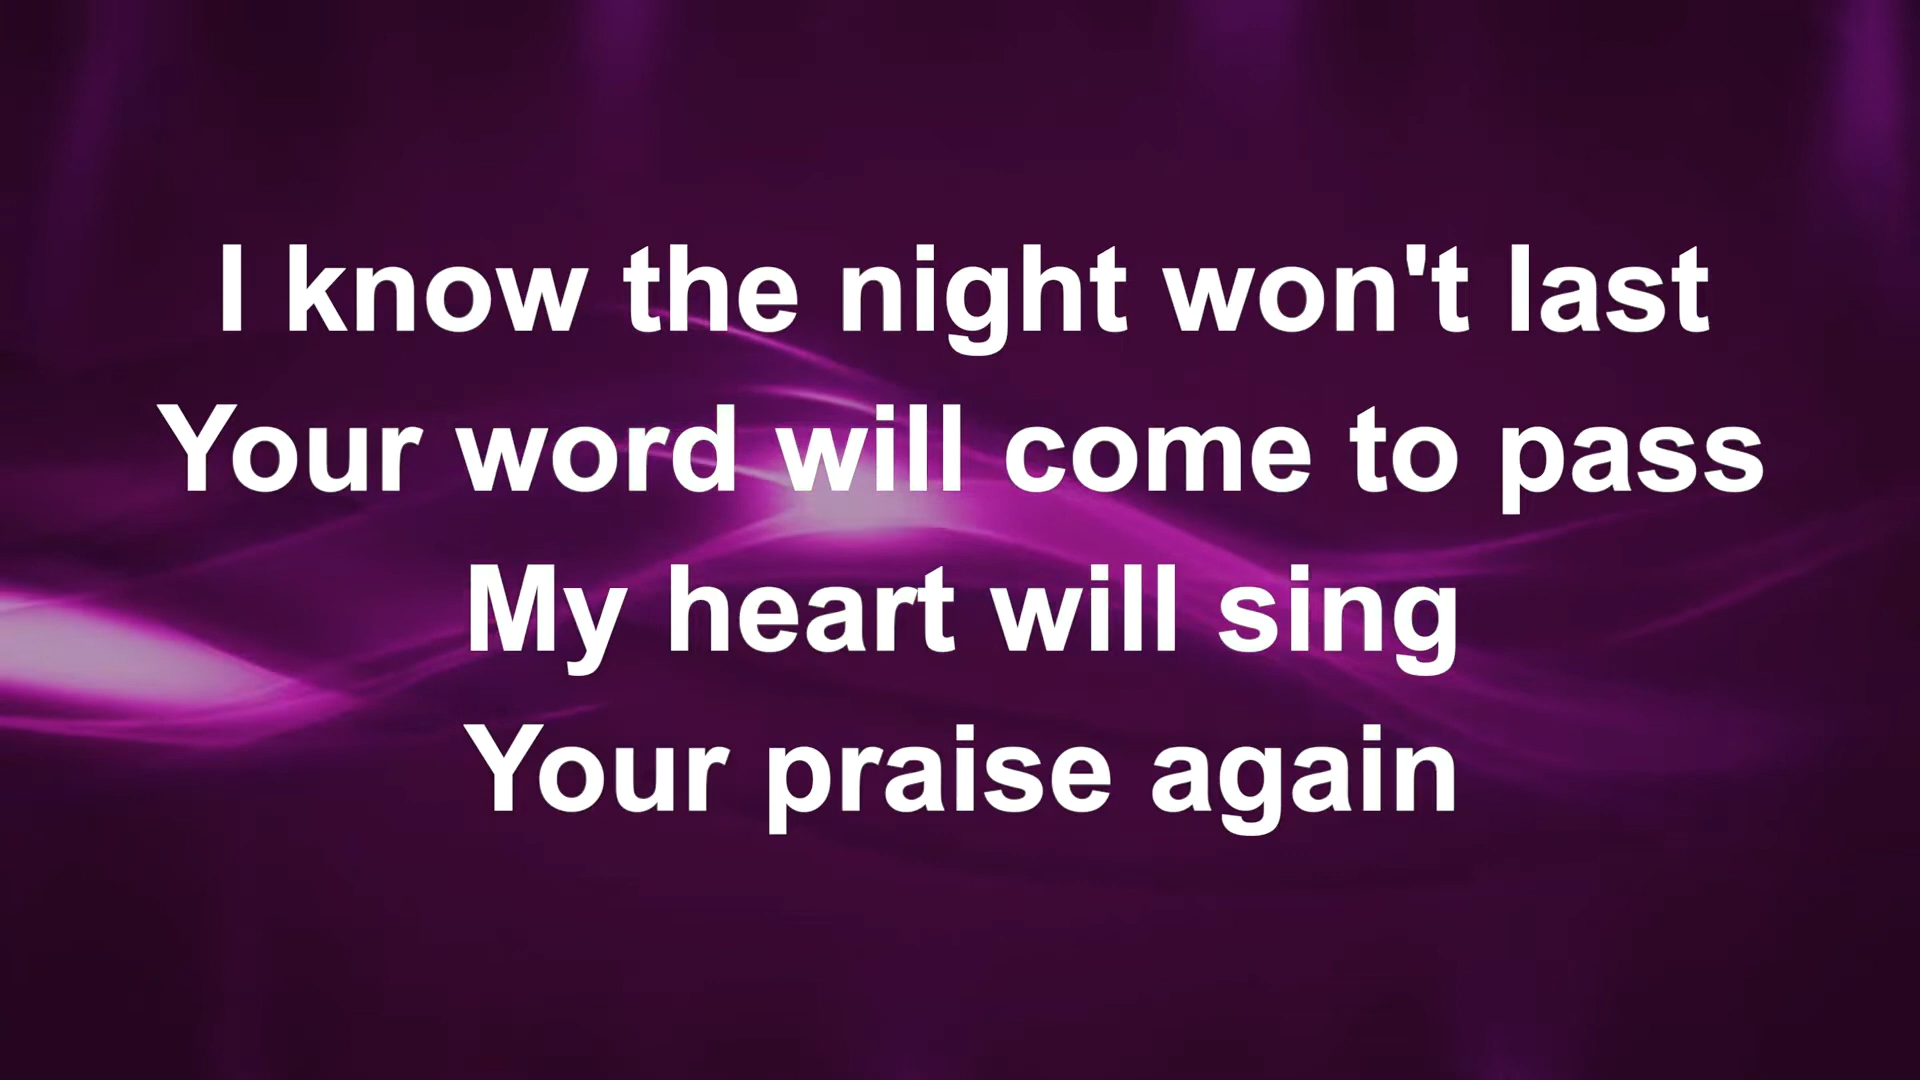 I know the night won't last
Your word will come to pass
My heart will sing
Your praise again